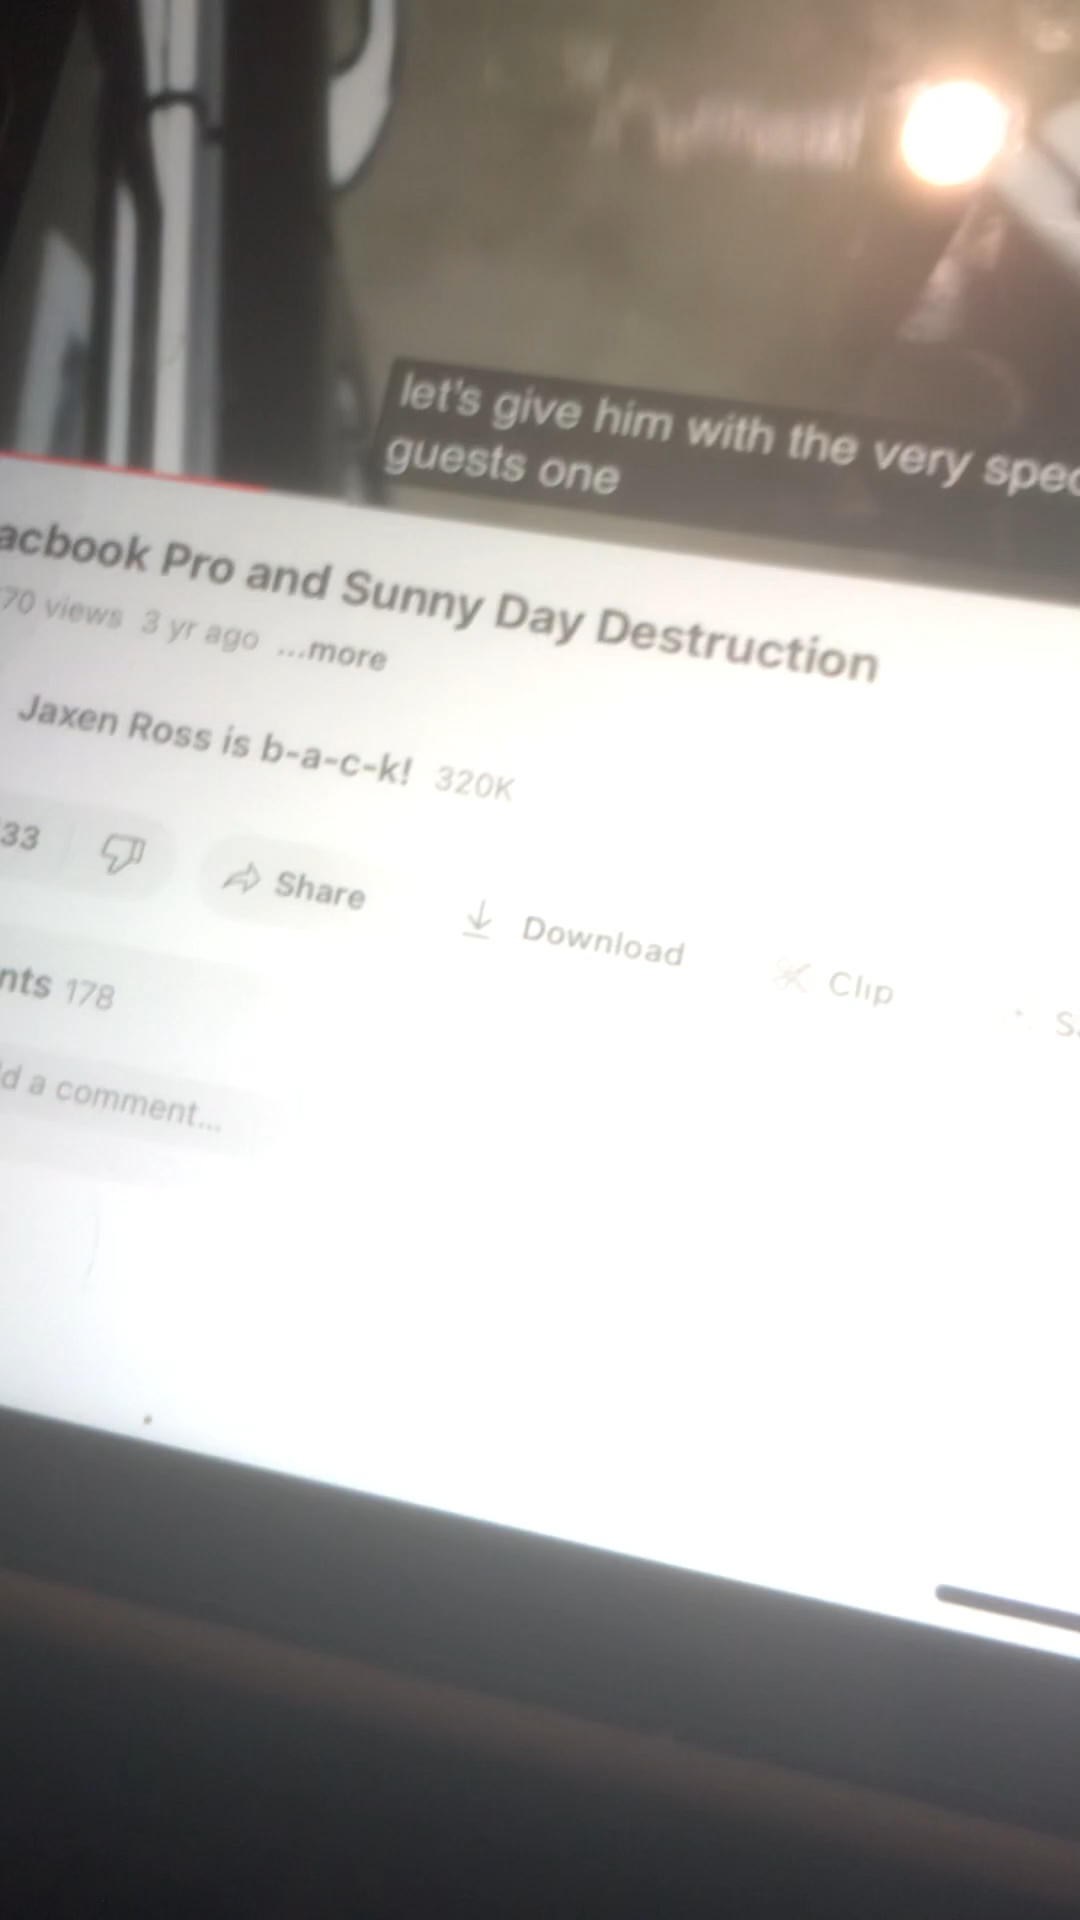 let's give him with the very spec
guests one
acbook Pro and Sunny Day Destruction
70 views 3 yr ago ...more
Jaxen Ross is b-a-c-k! 320K
33
Share
Download
Clip
S
nts 178
d a comment...